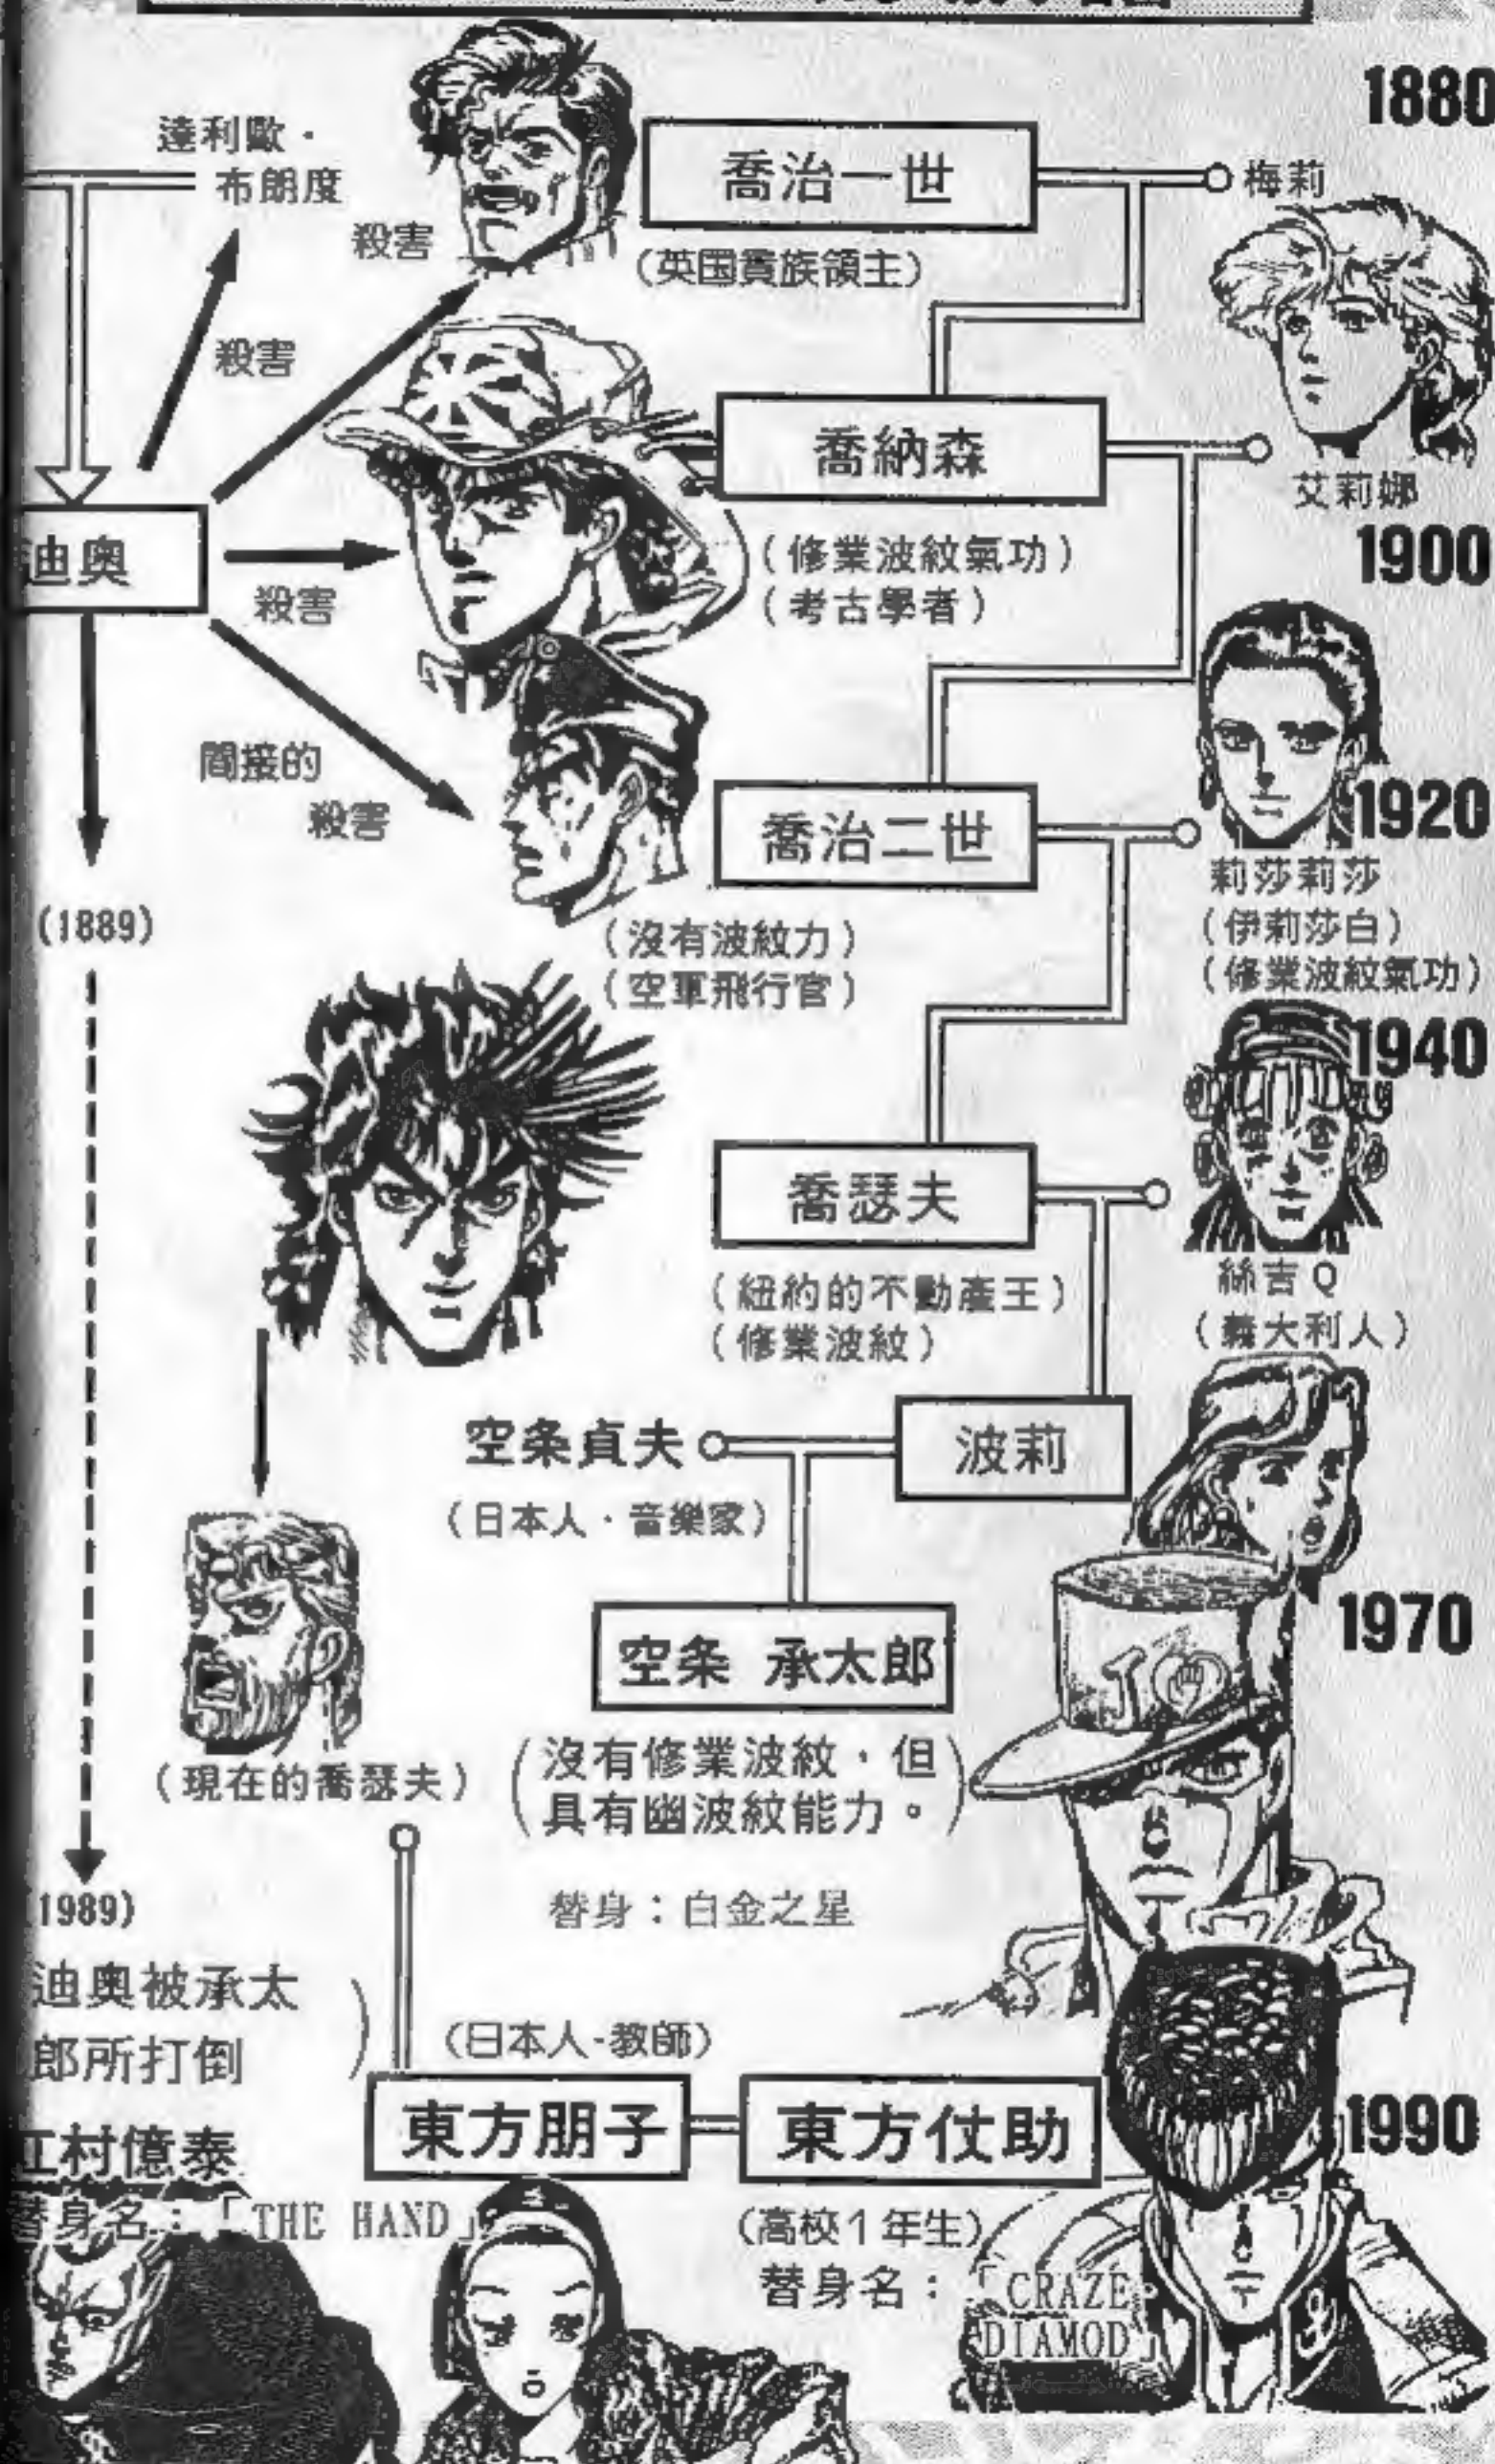 1880
達利歐·
布朗度
喬治一世
梅莉
殺害
(英国貴族領主)
殺害
喬納森
艾莉娜
迪奧
(修業波紋氣功)
(考古學者)
殺害
1900
間接的
殺害
喬治二世
1920
莉莎莉莎
(伊莉莎白)
(修業波紋氣功)
(1889)
(沒有波紋力)
(空軍飛行官)
1940
喬瑟夫
絲吉Q
(義大利人)
(紐約的不動產王)
(修業波紋)
空条貞夫
波莉
(日本人·音樂家)
1970
空条 承太郎
(現在的喬瑟夫)
(沒有修業波紋,但
具有幽波紋能力。)
替身:白金之星
1989)
迪奧被承太
郎所打倒)
(日本人-教師)
東方朋子
東方仗助
1990
村億泰
替身名:「THE HAND」
(高校1年生)
替身名:「CRAZE·
DIAMOD」
J